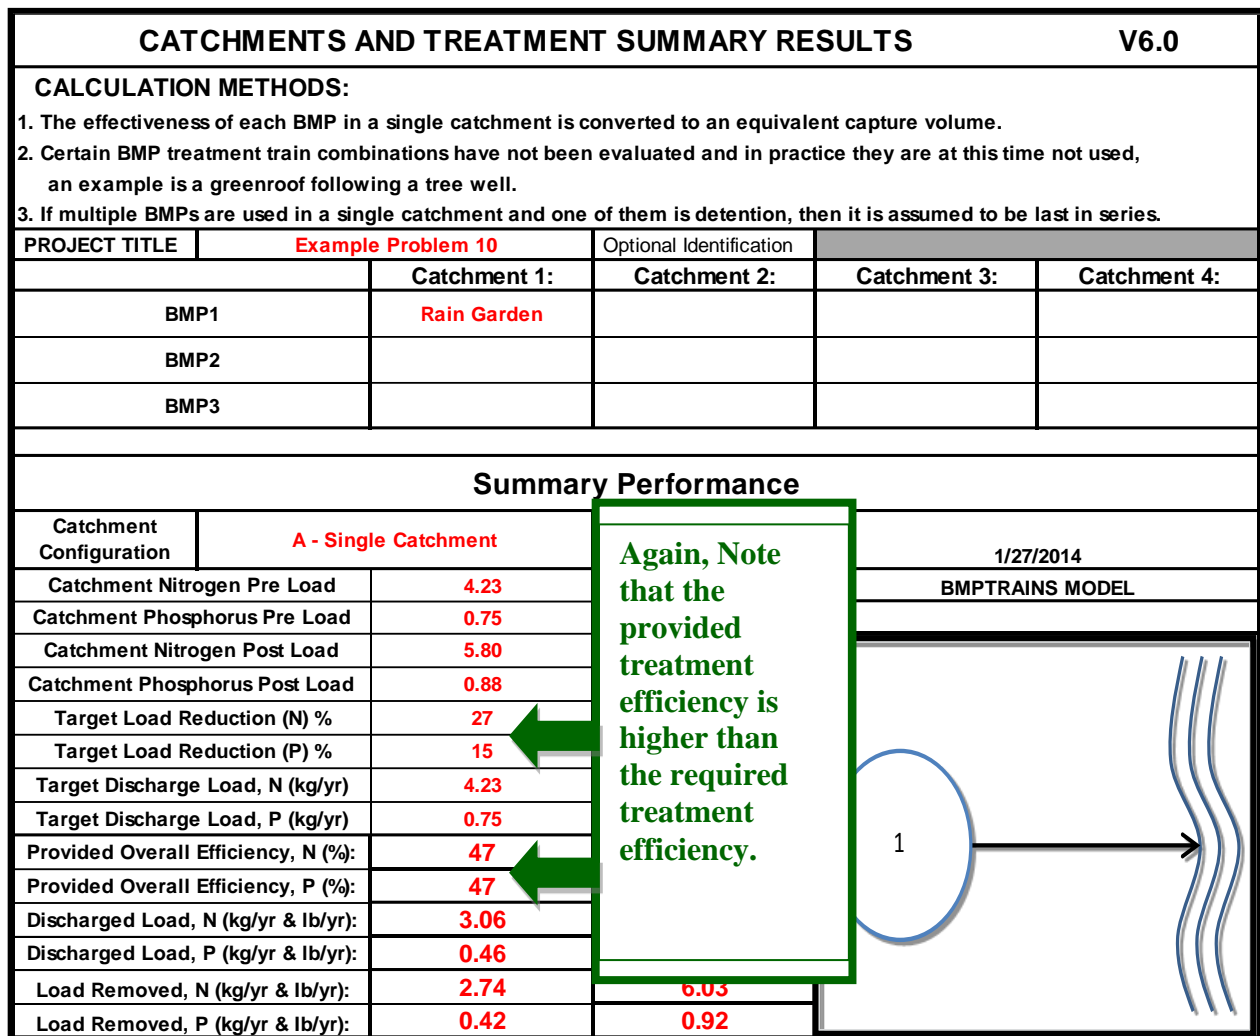 CATCHMENTS AND TREATMENT SUMMARY RESULTS V6.0
CALCULATION METHODS:
1. The effectiveness of each BMP in a single catchment is converted to an equivalent capture volume.
2. Certain BMP treatment train combinations have not been evaluated and in practice they are at this time not used,
an example is a greenroof following a tree well.
3. If multiple BMPs are used in a single catchment and one of them is detention, then it is assumed to be last in series.
PROJECT TITLE Example Problem 10 Optional Identification
Catchment 1: Catchment 2: Catchment 3: Catchment 4:
BMP1 Rain Garden
BMP2
BMP3
Summary Performance
Catchment
Configuration
A - Single Catchment
1/27/2014
Catchment Nitrogen Pre Load 4.23
BMPTRAINS MODEL
Catchment Phosphorus Pre Load 0.75
Catchment Nitrogen Post Load 5.80
Catchment Phosphorus Post Load 0.88
Target Load Reduction (N) % 27
Target Load Reduction (P) % 15
Target Discharge Load, N (kg/yr) 4.23
Target Discharge Load, P (kg/yr) 0.75
Provided Overall Efficiency, N (%): 47
Provided Overall Efficiency, P (%): 47
Discharged Load, N (kg/yr & lb/yr): 3.06
Discharged Load, P (kg/yr & lb/yr): 0.46
Load Removed, N (kg/yr & lb/yr): 2.74 6.03
Load Removed, P (kg/yr & lb/yr): 0.42 0.92
Again, Note
that the
provided
treatment
efficiency is
higher than
the required
treatment
efficiency.
1